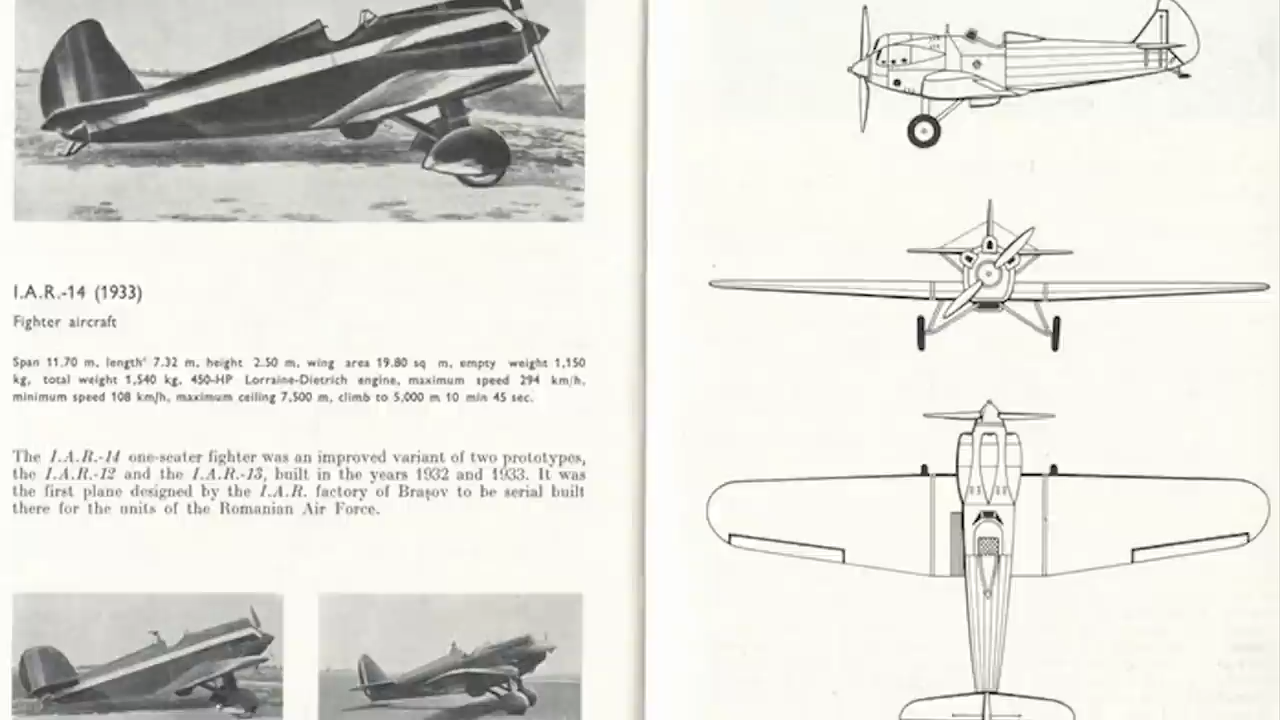 I.A.R.-14 (1933)
Fighter aircraft
Span 11.70 m, length' 7.32 m, height 2.50 m, wing area 19.80 sq m, empty weight 1,150
kg, total weight 1,540 kg, 450-HP Lorraine-Dietrich engine, maximum speed 294 km/h,
minimum speed 108 km/h, maximum ceiling 7,500 m, climb to 5,000 m 10 min 45 sec.
The I.A.R.-14 one-seater fighter was an improved variant of two prototypes,
the I.A.R.-12 and the I.A.R.-13, built in the years 1932 and 1933. It was
the first plane designed by the I.A.R. factory of Brașov to be serial built
there for the units of the Romanian Air Force.